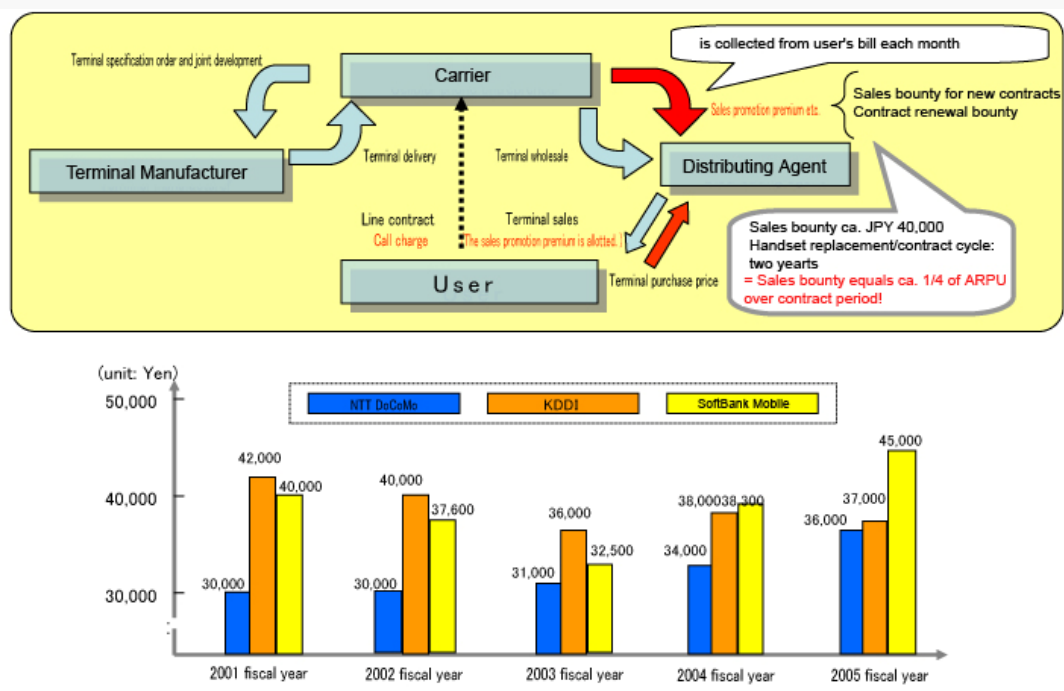 is collected from user's bill each month
Terminal specification order and joint development
Carrier
Sales promotion premium etc.
Sales bounty for new contracts
Contract renewal bounty
Terminal Manufacturer
Terminal delivery
Terminal wholesale
Distributing Agent
Line contract
Call charge
Terminal sales
(The sales promotion premium is allotted.)
User
Terminal purchase price
Sales bounty ca. JPY 40,000
Handset replacement/contract cycle:
two yearts
= Sales bounty equals ca. 1/4 of ARPU
over contract period!
(unit: Yen)
50,000
40,000
30,000
NTT DoCoMo
KDDI
SoftBank Mobile
30,000
42,000
40,000
30,000
40,000
37,600
31,000
36,000
32,500
34,000
38,000
38,300
36,000
37,000
45,000
2001 fiscal year
2002 fiscal year
2003 fiscal year
2004 fiscal year
2005 fiscal year